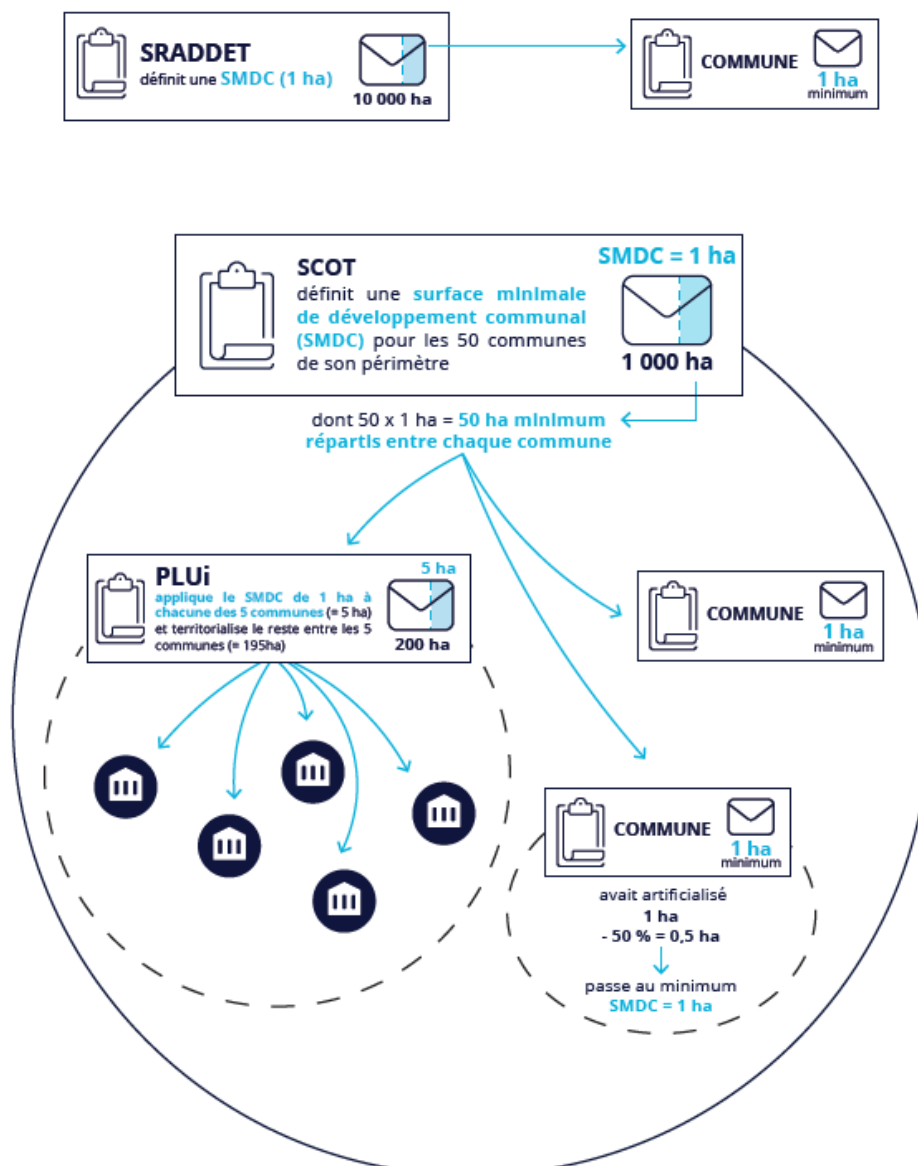 SRADDET
définit une SMDC (1 ha)
10 000 ha
COMMUNE
1 ha
minimum
SCOT
définit une surface minimale
de développement communal
(SMDC) pour les 50 communes
de son périmètre
SMDC = 1 ha
1 000 ha
dont 50 x 1 ha = 50 ha minimum
répartis entre chaque commune
PLUi
applique le SMDC de 1 ha à
chacune des 5 communes (= 5 ha)
et territorialise le reste entre les 5
communes (= 195ha)
5 ha
200 ha
COMMUNE
1 ha
minimum
COMMUNE
1 ha
minimum
avait artificialisé
1 ha
- 50 % = 0,5 ha
passe au minimum
SMDC = 1 ha